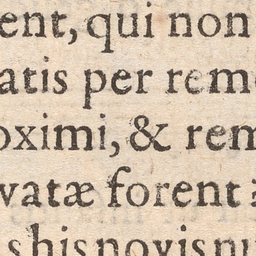 ent, qui non
atis per rem
oximi, & rem
vatæ forent
s his novis nu